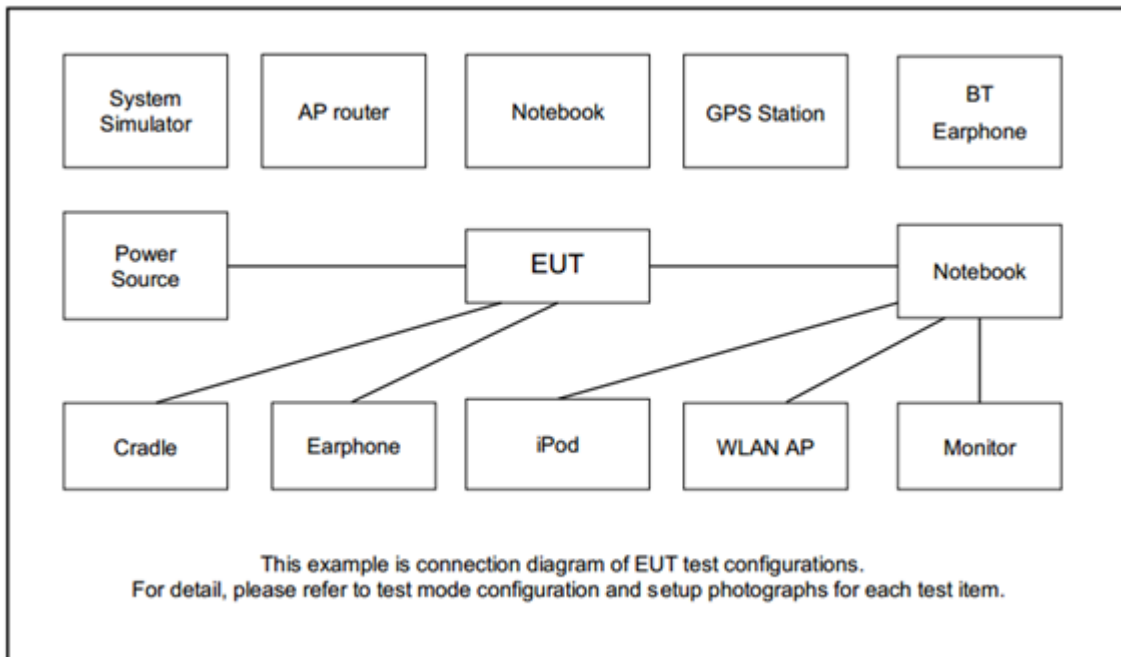 System
Simulator
AP router
Notebook
GPS Station
BT
Earphone
Power
Source
EUT
Notebook
Cradle
Earphone
iPod
WLAN AP
Monitor
This example is connection diagram of EUT test configurations.
For detail, please refer to test mode configuration and setup photographs for each test item.